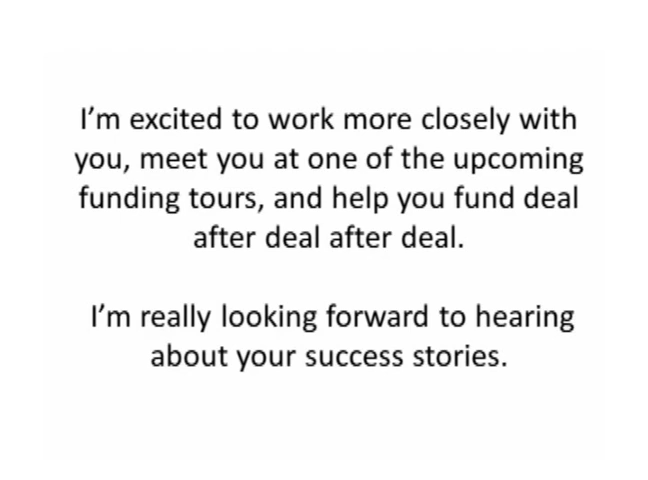 I’m excited to work more closely with
you, meet you at one of the upcoming
funding tours, and help you fund deal
after deal after deal.
I’m really looking forward to hearing
about your success stories.